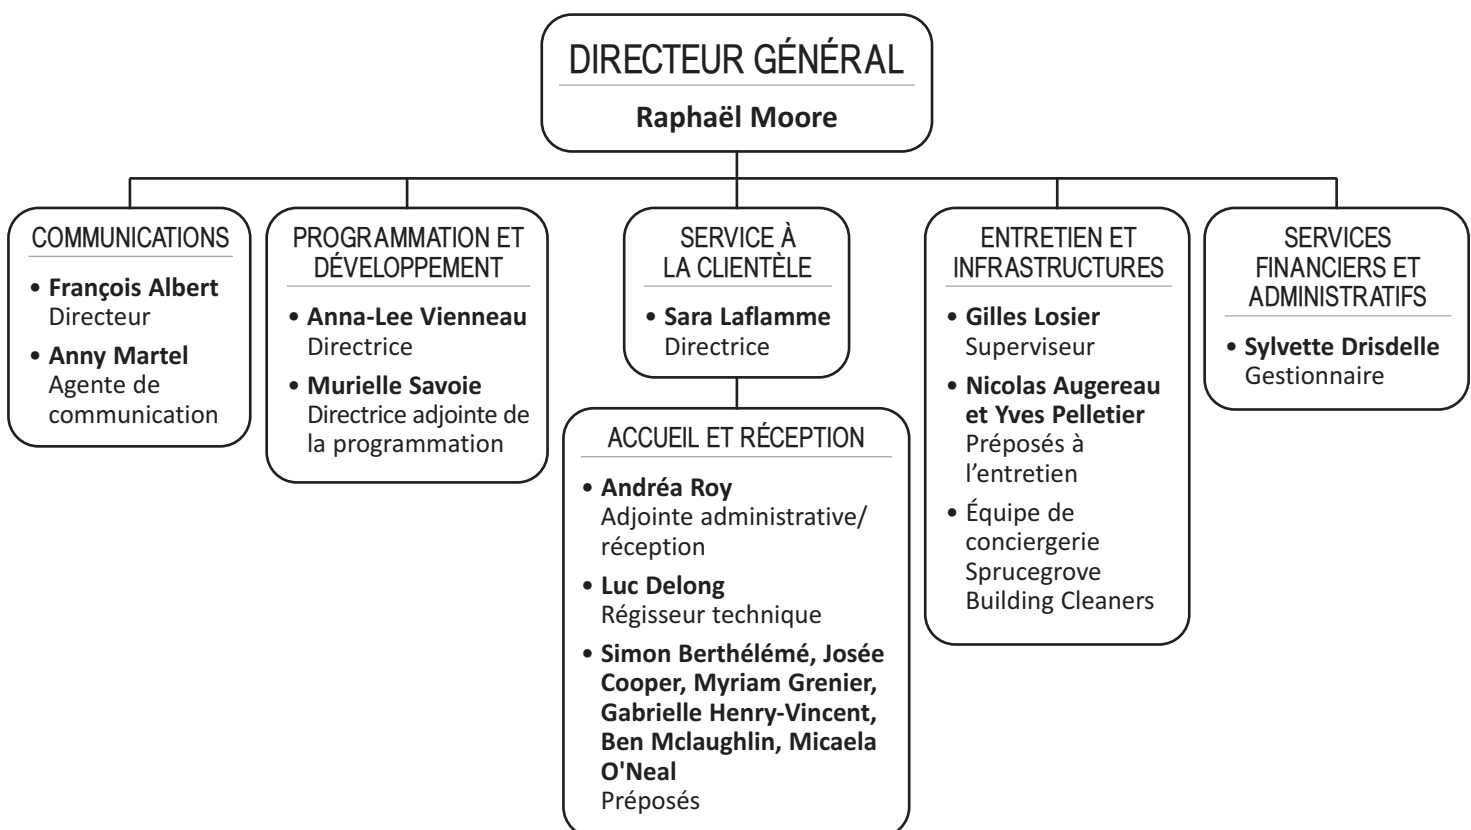 DIRECTEUR GÉNÉRAL
Raphaël Moore
COMMUNICATIONS
• François Albert
Directeur
• Anny Martel
Agente de
communication
PROGRAMMATION ET
DÉVELOPPEMENT
• Anna-Lee Vienneau
Directrice
• Murielle Savoie
Directrice adjointe de
la programmation
SERVICE À
LA CLIENTÈLE
• Sara Laflamme
Directrice
ACCUEIL ET RÉCEPTION
• Andréa Roy
Adjointe administrative/
réception
• Luc Delong
Régisseur technique
• Simon Berthélémé, Josée
Cooper, Myriam Grenier,
Gabrielle Henry-Vincent,
Ben Mclaughlin, Micaela
O'Neal
Préposés
ENTRETIEN ET
INFRASTRUCTURES
• Gilles Losier
Superviseur
• Nicolas Augereau
et Yves Pelletier
Préposés à
l’entretien
• Équipe de
conciergerie
Sprucegrove
Building Cleaners
SERVICES
FINANCIERS ET
ADMINISTRATIFS
• Sylvette Drisdelle
Gestionnaire